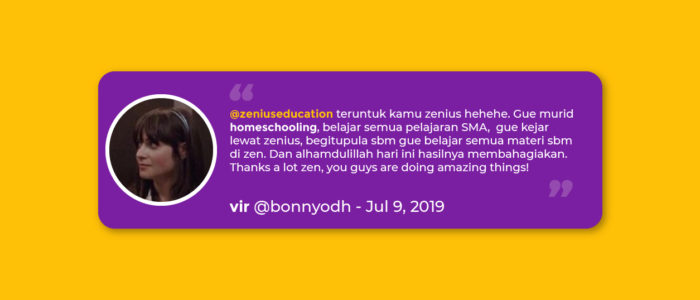 @zeniuseducation teruntuk kamu zenius hehehe. Gue murid
homeschooling, belajar semua pelajaran SMA, gue kejar
lewat zenius, begitupula sbm gue belajar semua materi sbm
di zen. Dan alhamdulillah hari ini hasilnya membahagiakan.
Thanks a lot zen, you guys are doing amazing things!
vir @bonnyodh - Jul 9, 2019